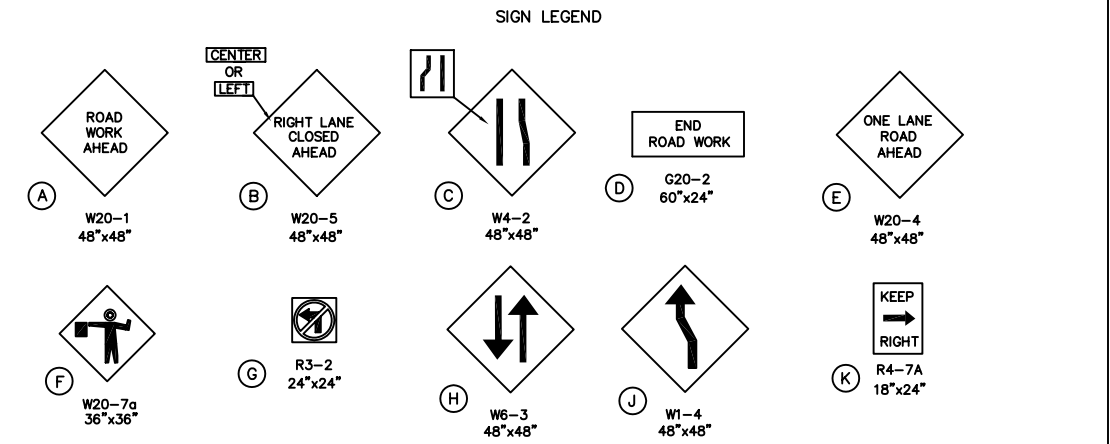 SIGN LEGEND
CENTER
OR
LEFT
ROAD
WORK
AHEAD
A
W20-1
48"x48"
RIGHT LANE
CLOSED
AHEAD
B
W20-5
48"x48"
C
W4-2
48"x48"
END
ROAD WORK
D
G20-2
60"x24"
ONE LANE
ROAD
AHEAD
E
W20-4
48"x48"
F
W20-7a
36"x36"
G
R3-2
24"x24"
H
W6-3
48"x48"
J
W1-4
48"x48"
KEEP
RIGHT
K
R4-7A
18"x24"